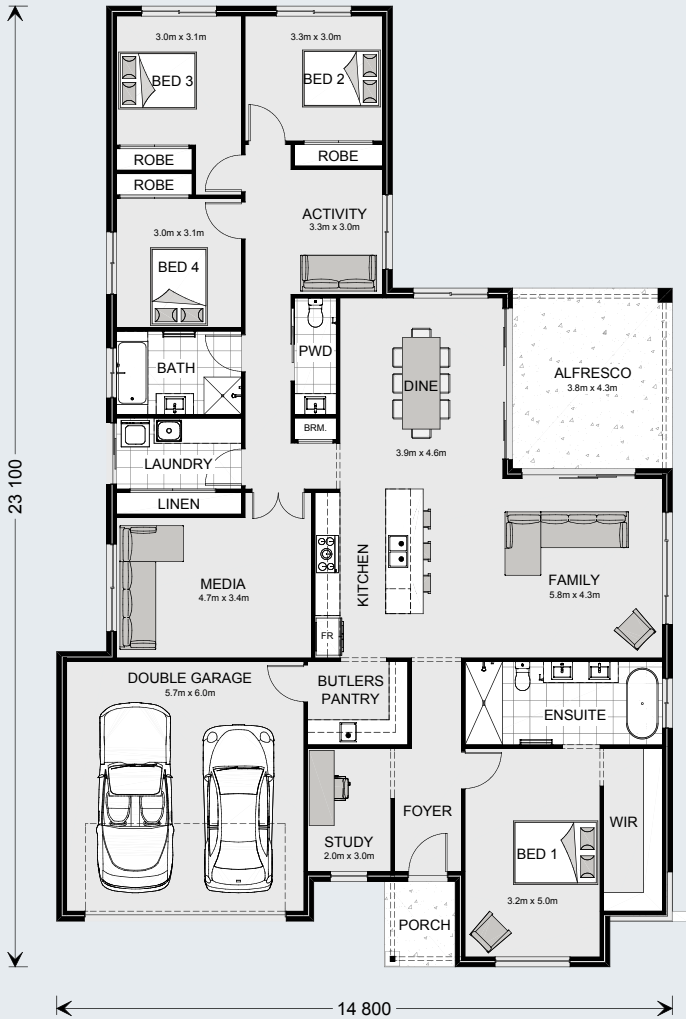 3.0m x 3.1m
BED 3
3.3m x 3.0m
BED 2
ROBE
ROBE
ROBE
ACTIVITY
3.3m x 3.0m
3.0m x 3.1m
BED 4
BATH
PWD
BRM.
DINE
3.9m x 4.6m
ALFRESCO
3.8m x 4.3m
LAUNDRY
LINEN
MEDIA
4.7m x 3.4m
KITCHEN
FR
FAMILY
5.8m x 4.3m
DOUBLE GARAGE
5.7m x 6.0m
BUTLERS
PANTRY
ENSUITE
STUDY
2.0m x 3.0m
FOYER
BED 1
3.2m x 5.0m
WIR
PORCH
23 100
14 800